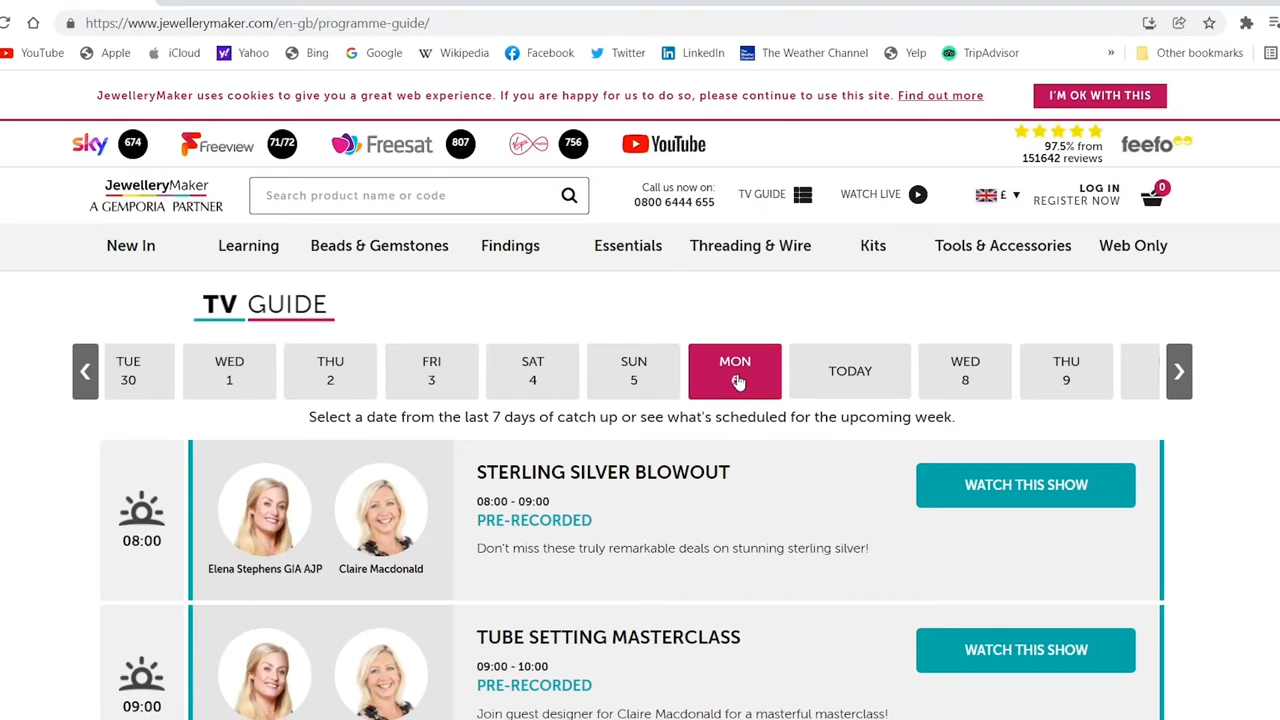 https://www.jewellerymaker.com/en-gb/programme-guide/
YouTube Apple iCloud Yahoo Bing Google Wikipedia Facebook Twitter LinkedIn The Weather Channel Yelp TripAdvisor » Other bookmarks
JewelleryMaker uses cookies to give you a great web experience. If you are happy for us to do so, please continue to use this site. Find out more
I'M OK WITH THIS
sky 674 Freeview 71/72 Freesat 807 756 YouTube
97.5% from
151642 reviews
feefo
JewelleryMaker
A GEMPORIA PARTNER
Search product name or code
Call us now on:
0800 6444 655
TV GUIDE
WATCH LIVE
£ ▼
LOG IN
REGISTER NOW
0
New In Learning Beads & Gemstones Findings Essentials Threading & Wire Kits Tools & Accessories Web Only
TV GUIDE
TUE 30
WED 1
THU 2
FRI 3
SAT 4
SUN 5
MON
TODAY
WED 8
THU 9
Select a date from the last 7 days of catch up or see what's scheduled for the upcoming week.
08:00
Elena Stephens GIA AJP
Claire Macdonald
STERLING SILVER BLOWOUT
08:00 - 09:00
PRE-RECORDED
Don't miss these truly remarkable deals on stunning sterling silver!
WATCH THIS SHOW
09:00
TUBE SETTING MASTERCLASS
09:00 - 10:00
PRE-RECORDED
Join guest designer for Claire Macdonald for a masterful masterclass!
WATCH THIS SHOW